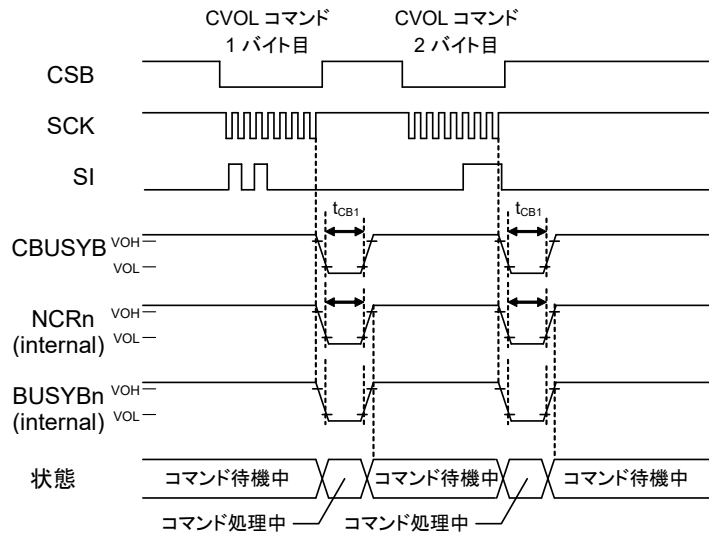 CVOL コマンド
1 バイト目
CVOL コマンド
2 バイト目
CSB
SCK
SI
tCB1
tCB1
CBUSYB
VOH
VOL
NCRn
(internal)
VOH
VOL
BUSYBn
(internal)
VOH
VOL
状態
コマンド待機中
コマンド待機中
コマンド待機中
コマンド処理中
コマンド処理中